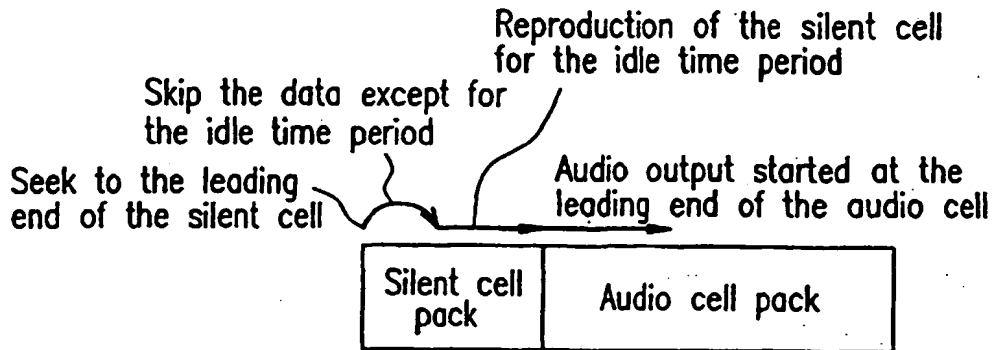 Reproduction of the silent cell
for the idle time period
Skip the data except for
the idle time period
Seek to the leading
end of the silent cell
Audio output started at the
leading end of the audio cell
Silent cell
pack
Audio cell pack